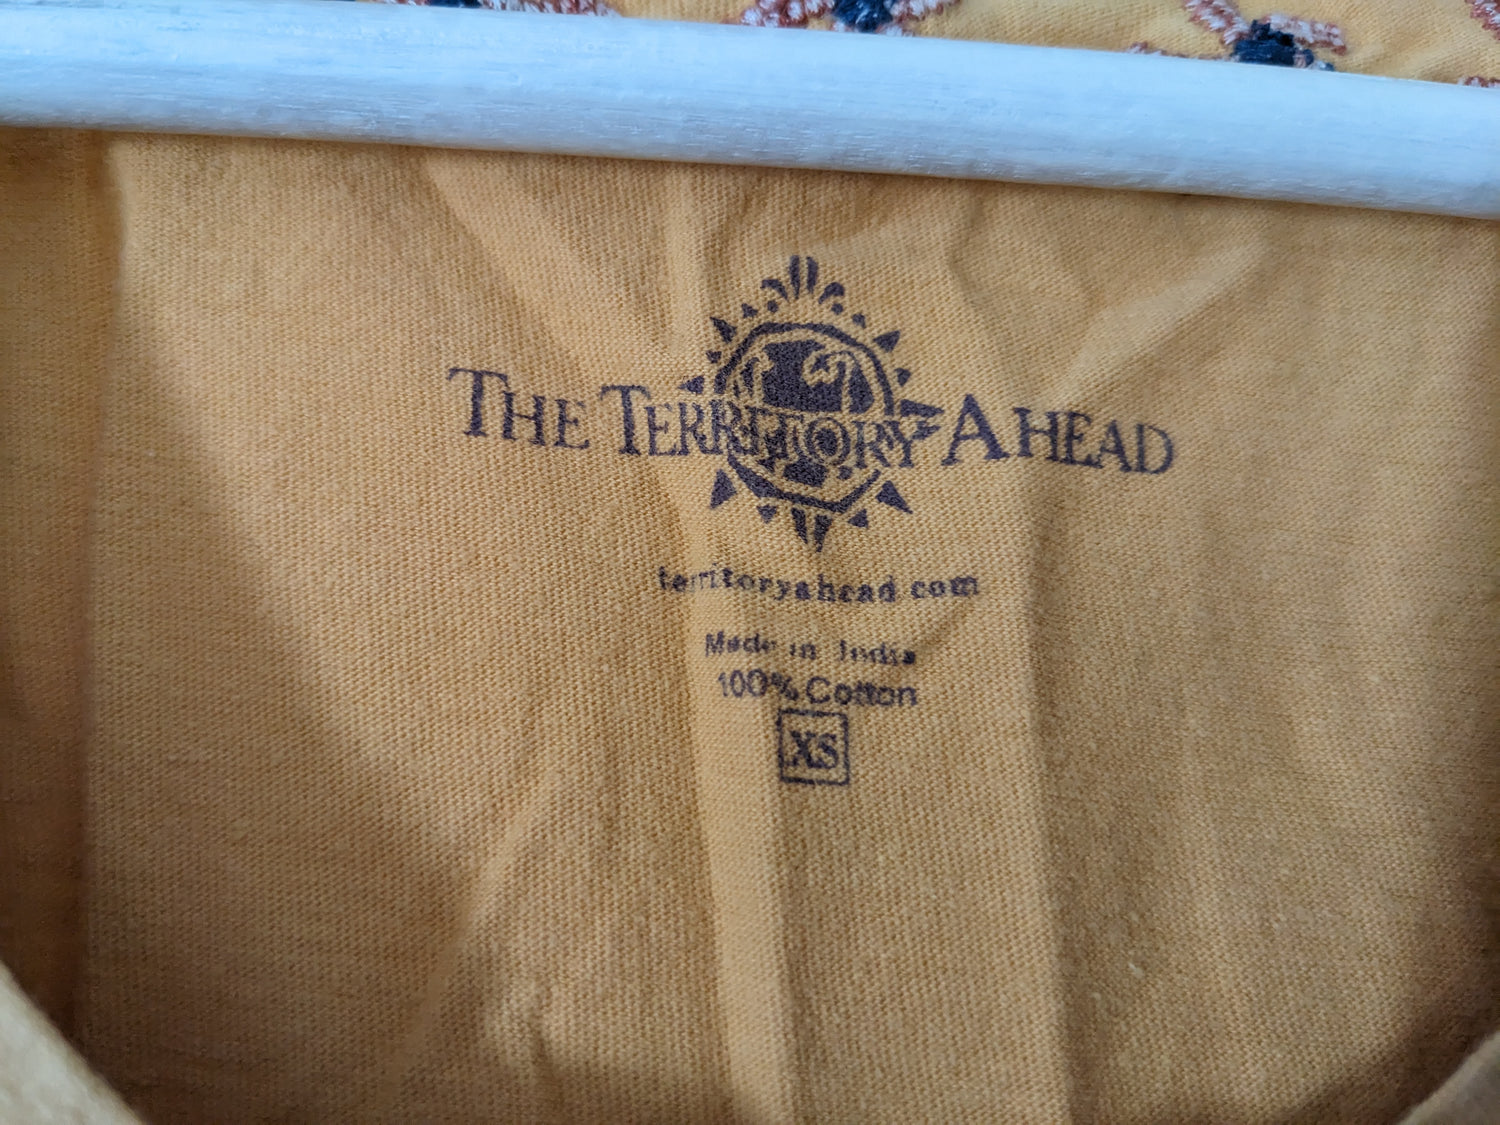 THE TERRITORY AHEAD
territoryahead.com
Made in India
100% Cotton
XS